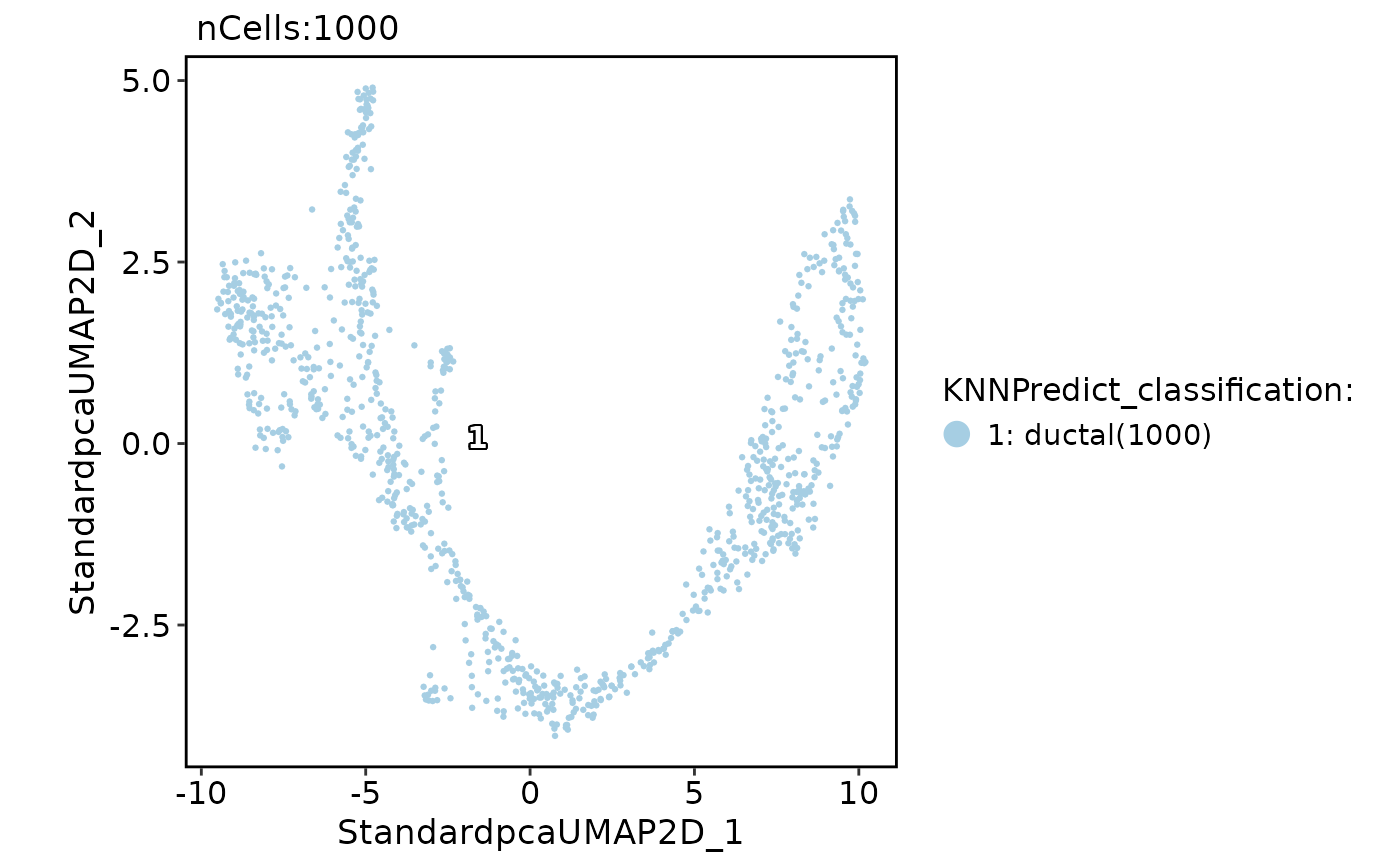 nCells:1000
5.0
2.5
0.0
-2.5
StandardpcaUMAP2D_2
1
-10
-5
0
5
10
StandardpcaUMAP2D_1
KNNPredict_classification:
1: ductal(1000)